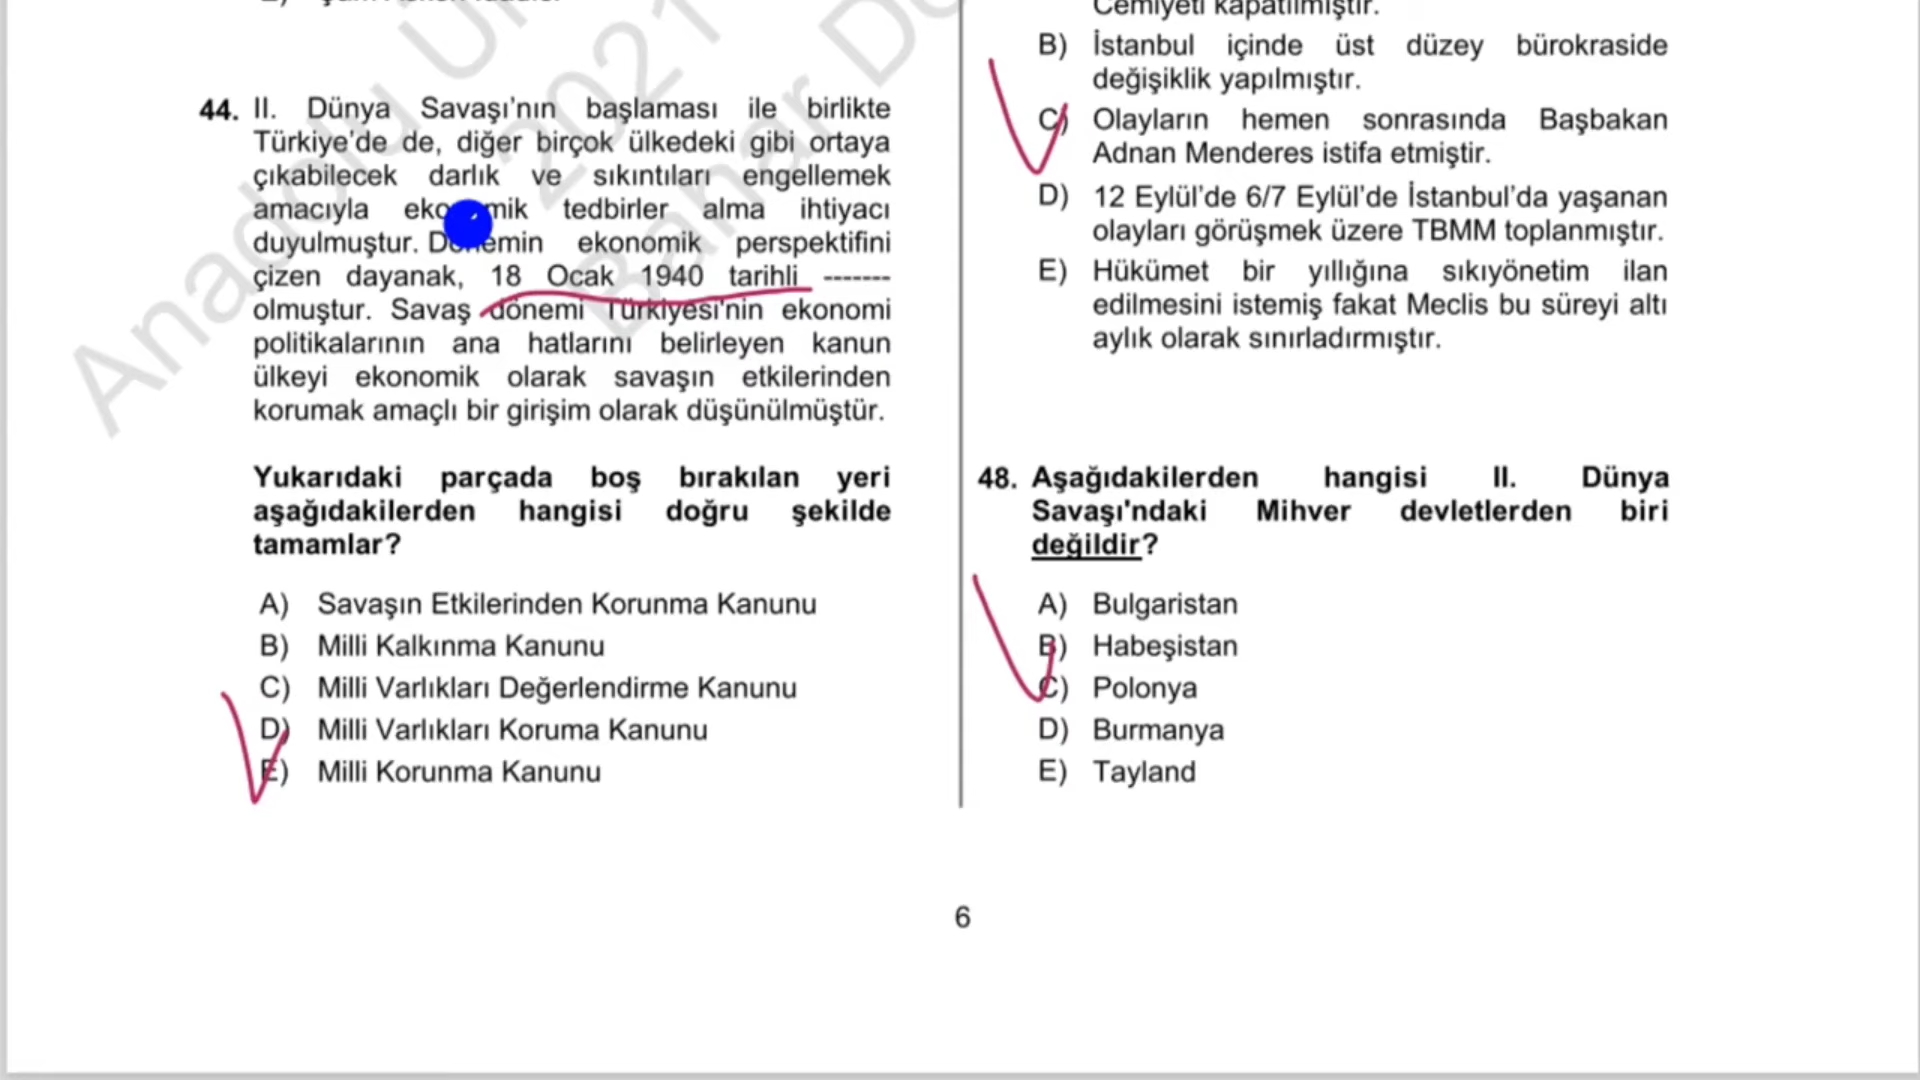 44. II. Dünya Savaşı’nın başlaması ile birlikte
Türkiye’de de, diğer birçok ülkedeki gibi ortaya
çıkabilecek darlık ve sıkıntıları engellemek
amacıyla tedbirler alma ihtiyacı
duyulmuştur. ekonomik perspektifini
çizen dayanak, 18 Ocak 1940 tarihli -------
olmuştur. Savaş dönemi Türkiyesi'nin ekonomi
politikalarının ana hatlarını belirleyen kanun
ülkeyi ekonomik olarak savaşın etkilerinden
korumak amaçlı bir girişim olarak düşünülmüştür.
Yukarıdaki parçada boş bırakılan yeri
aşağıdakilerden hangisi doğru şekilde
tamamlar?
A) Savaşın Etkilerinden Korunma Kanunu
B) Milli Kalkınma Kanunu
C) Milli Varlıkları Değerlendirme Kanunu
D) Milli Varlıkları Koruma Kanunu
E) Milli Korunma Kanunu
Cemiyeti kapatılmıştır.
B) İstanbul içinde üst düzey bürokraside
değişiklik yapılmıştır.
C) Olayların hemen sonrasında Başbakan
Adnan Menderes istifa etmiştir.
D) 12 Eylül’de 6/7 Eylül’de İstanbul’da yaşanan
olayları görüşmek üzere TBMM toplanmıştır.
E) Hükümet bir yıllığına sıkıyönetim ilan
edilmesini istemiş fakat Meclis bu süreyi altı
aylık olarak sınırladırmıştır.
48. Aşağıdakilerden hangisi II. Dünya
Savaşı'ndaki Mihver devletlerden biri
değildir?
A) Bulgaristan
B) Habeşistan
C) Polonya
D) Burmanya
E) Tayland
6
Anadolu
2021
Bahar